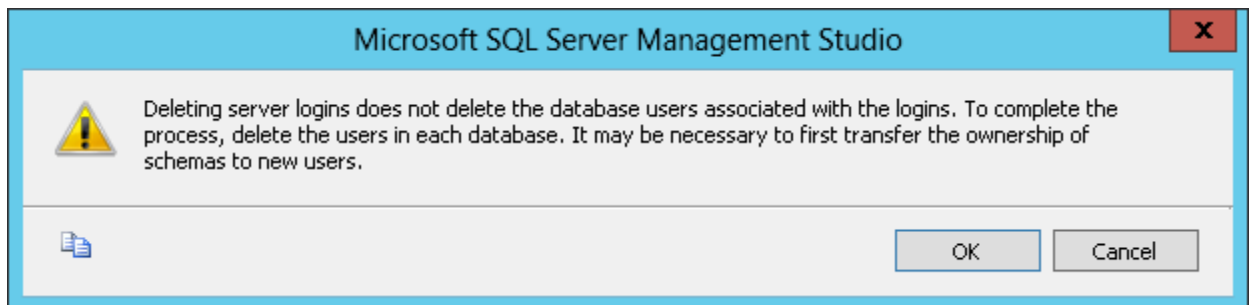 Microsoft SQL Server Management Studio
x
Deleting server logins does not delete the database users associated with the logins. To complete the
process, delete the users in each database. It may be necessary to first transfer the ownership of
schemas to new users.
OK Cancel